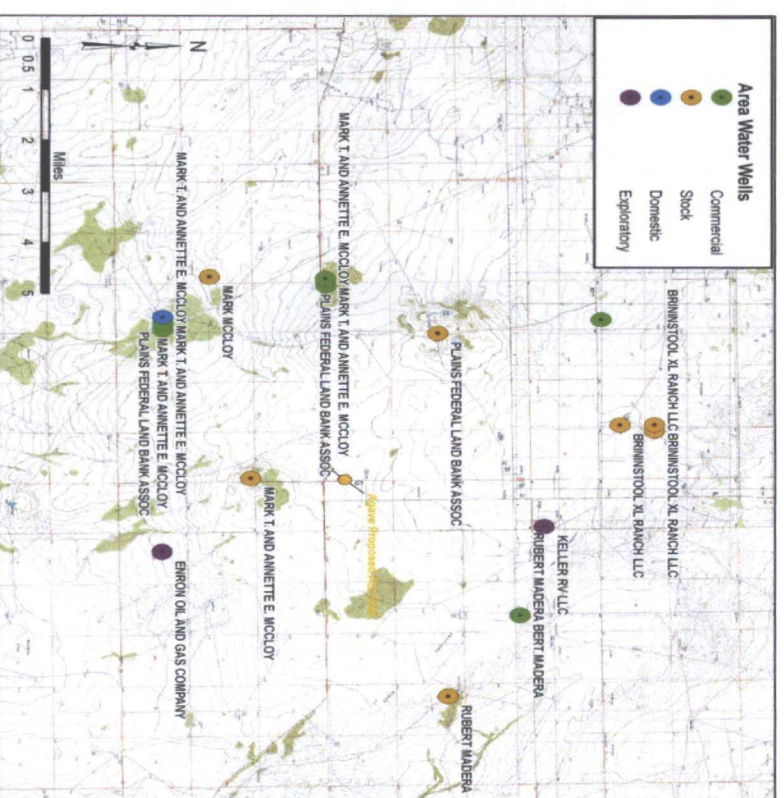 Area Water Wells
Commercial
Stock
Domestic
Exploratory
BRININSTOOL XL RANCH LLC BRININSTOOL XL RANCH LLC
BRININSTOOL XL RANCH LLC
KELLER RV LLC
RUBERT MADERA BERT MADERA
RUBERT MADERA
PLAINS FEDERAL LAND BANK ASSOC
Agave Proposed
MARK T. AND ANNETTE E. MCCLOY MARK T. AND ANNETTE E. MCCLOY
PLAINS FEDERAL LAND BANK ASSOC
MARK T. AND ANNETTE E. MCCLOY
MARK MCCLOY
MARK T. AND ANNETTE E. MCCLOY MARK T. AND ANNETTE E. MCCLOY
MARK T. AND ANNETTE E. MCCLOY
PLAINS FEDERAL LAND BANK ASSOC
ENRON OIL AND GAS COMPANY
N
0 0.5 1 2 3 4 5
Miles